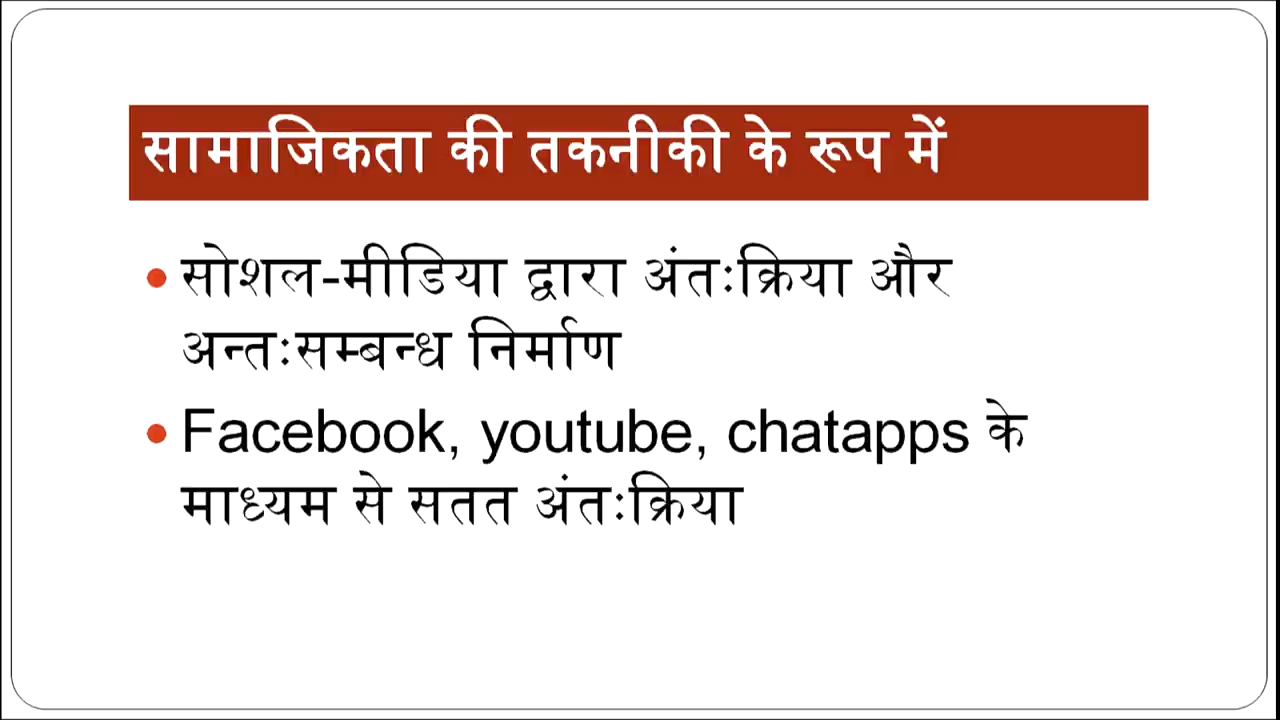 सामाजिकता की तकनीकी के रूप में
सोशल-मीडिया द्वारा अंतःक्रिया और
अन्तःसम्बन्ध निर्माण
Facebook, youtube, chatapps के
माध्यम से सतत अंतःक्रिया